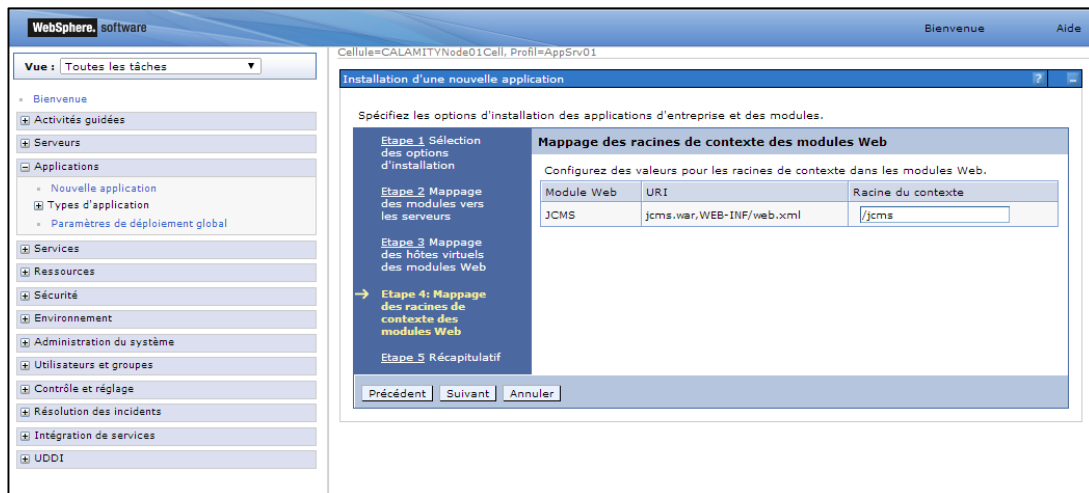 WebSphere. software
Bienvenue
Aide
Vue : Toutes les tâches
Bienvenue
Activités guidées
Serveurs
Applications
Nouvelle application
Types d'application
Paramètres de déploiement global
Services
Ressources
Sécurité
Environnement
Administration du système
Utilisateurs et groupes
Contrôle et réglage
Résolution des incidents
Intégration de services
UDDI
Cellule=CALAMITYNode01Cell, Profil=AppSrv01
Installation d'une nouvelle application
?
Spécifiez les options d'installation des applications d'entreprise et des modules.
Etape 1 Sélection
des options
d'installation
Etape 2 Mappage
des modules vers
les serveurs
Etape 3 Mappage
des hôtes virtuels
des modules Web
Etape 4: Mappage
des racines de
contexte des
modules Web
Etape 5 Récapitulatif
Mappage des racines de contexte des modules Web
Configurez des valeurs pour les racines de contexte dans les modules Web.
Module Web URI Racine du contexte
JCMS jcms.war,WEB-INF/web.xml /jcms
Précédent Suivant Annuler